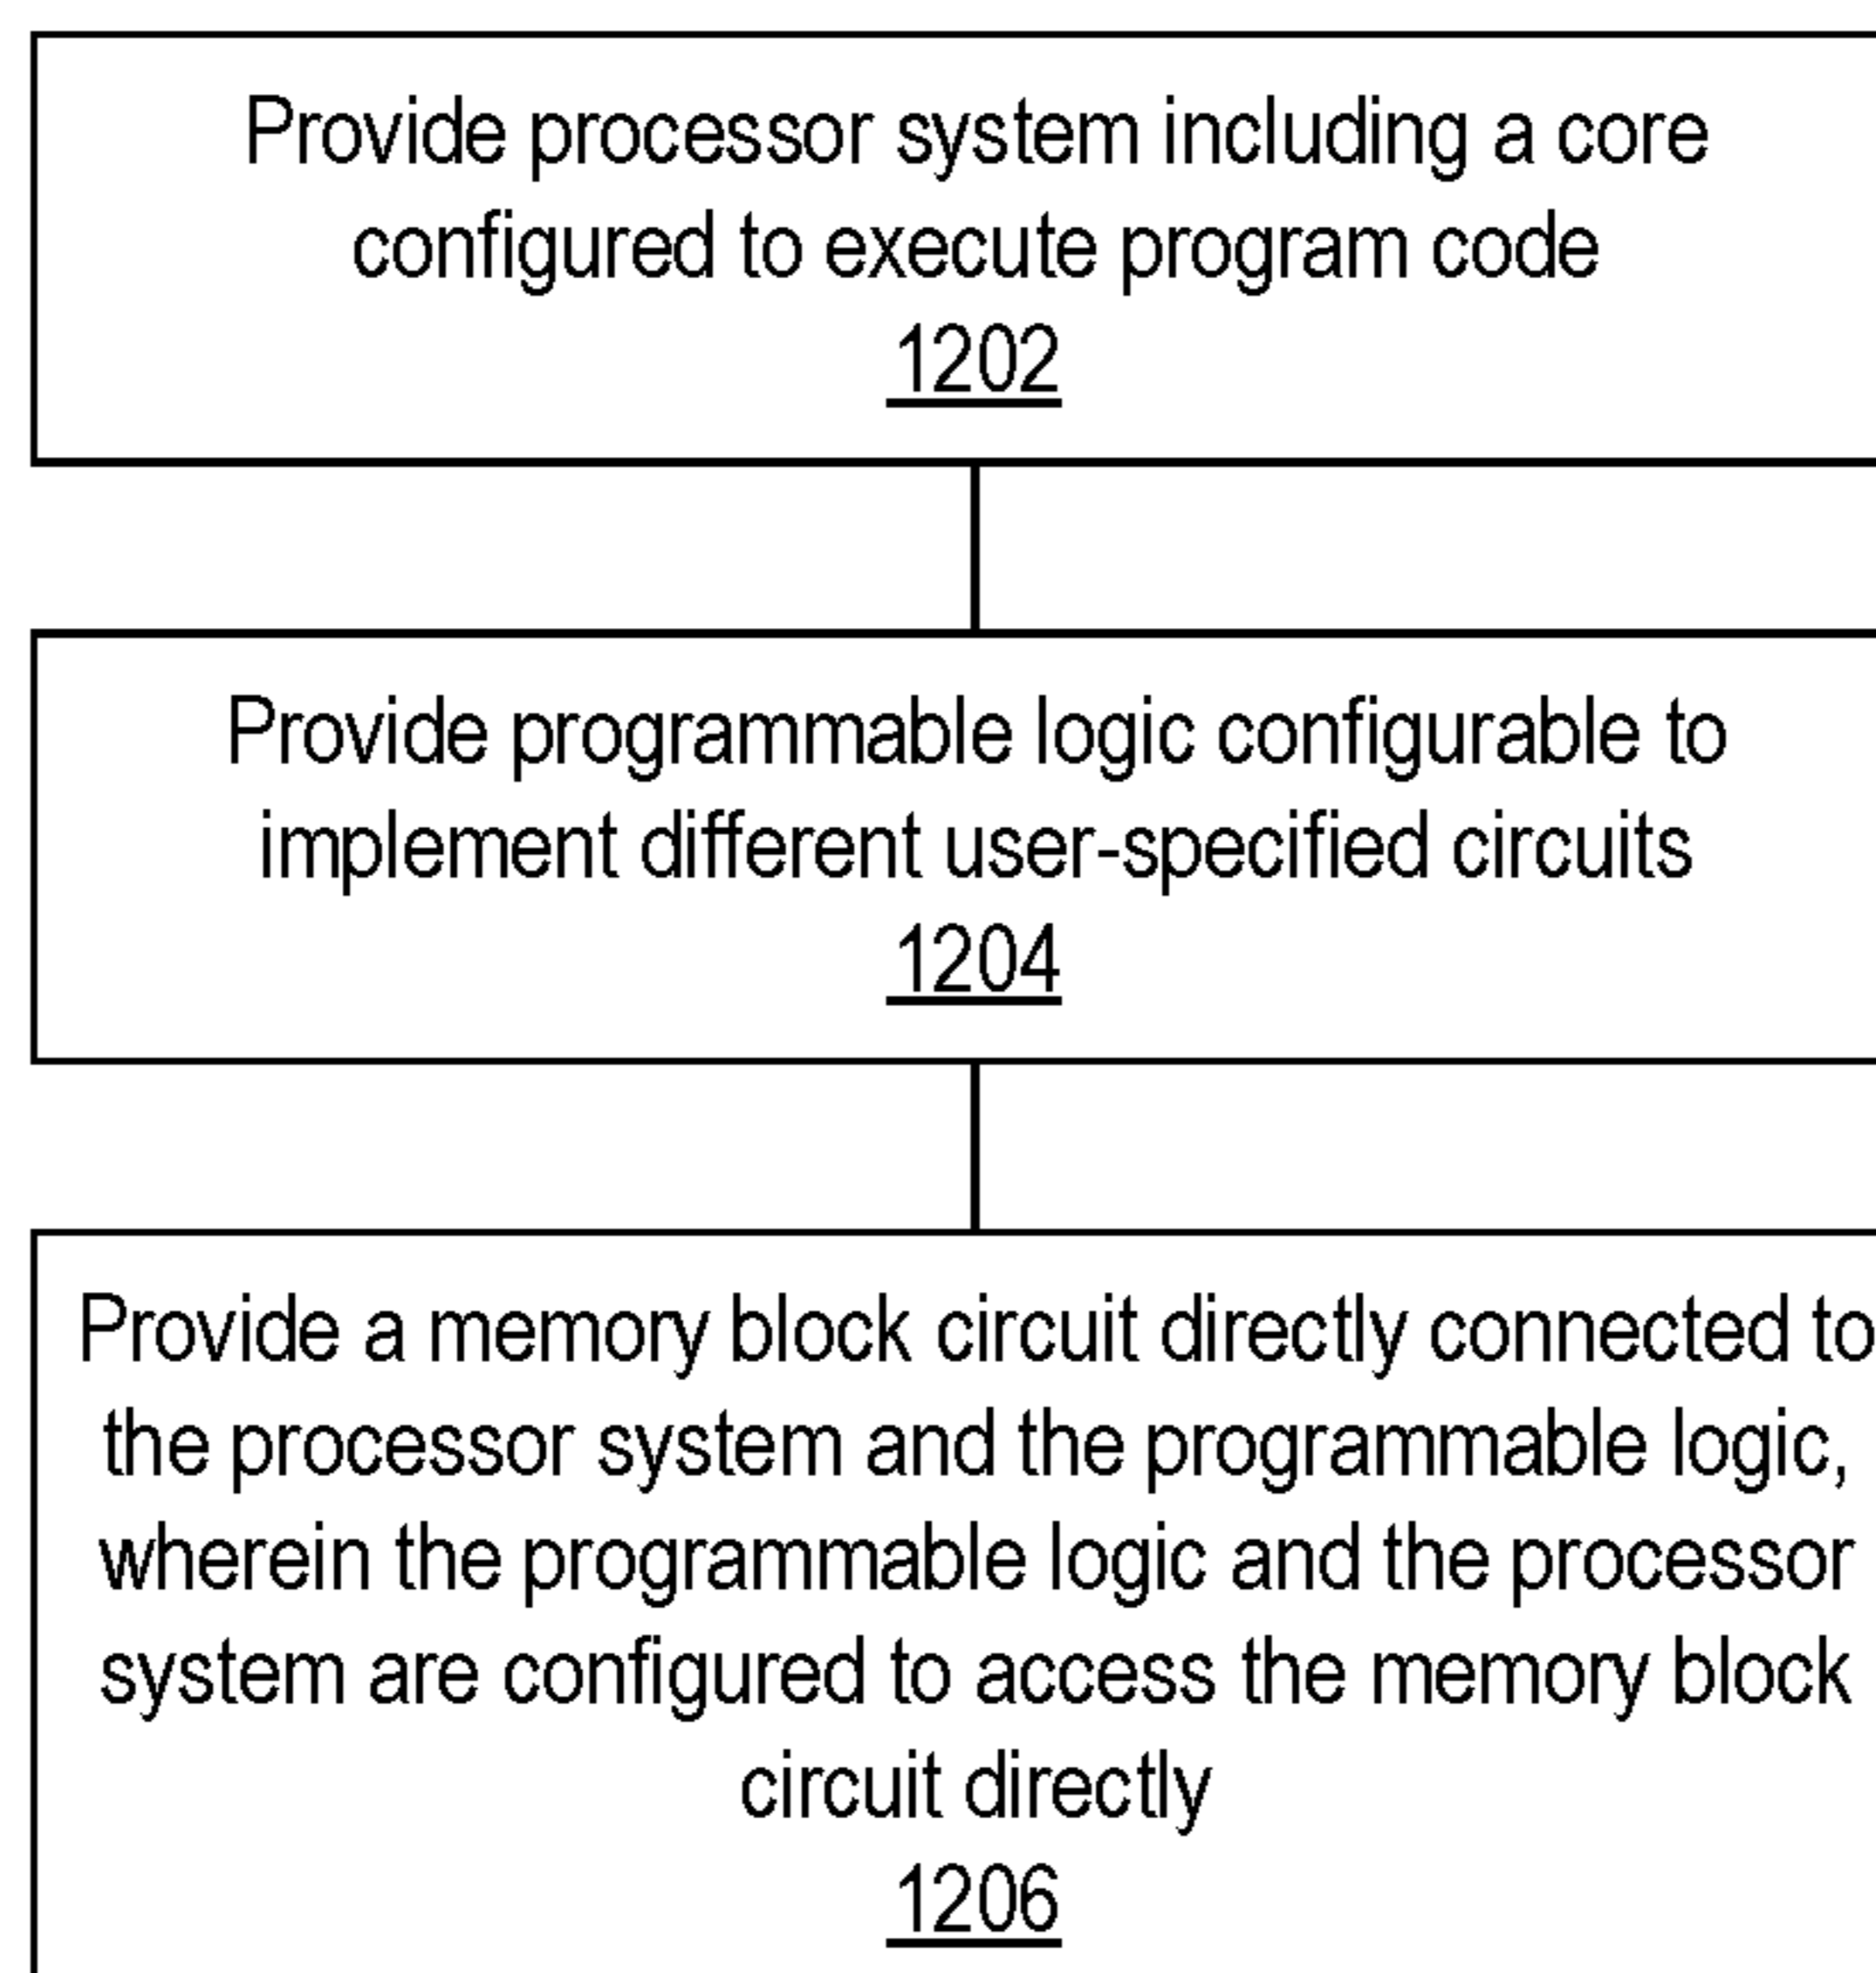 Provide processor system including a core
configured to execute program code
1202
Provide programmable logic configurable to
implement different user-specified circuits
1204
Provide a memory block circuit directly connected to
the processor system and the programmable logic,
wherein the programmable logic and the processor
system are configured to access the memory block
circuit directly
1206